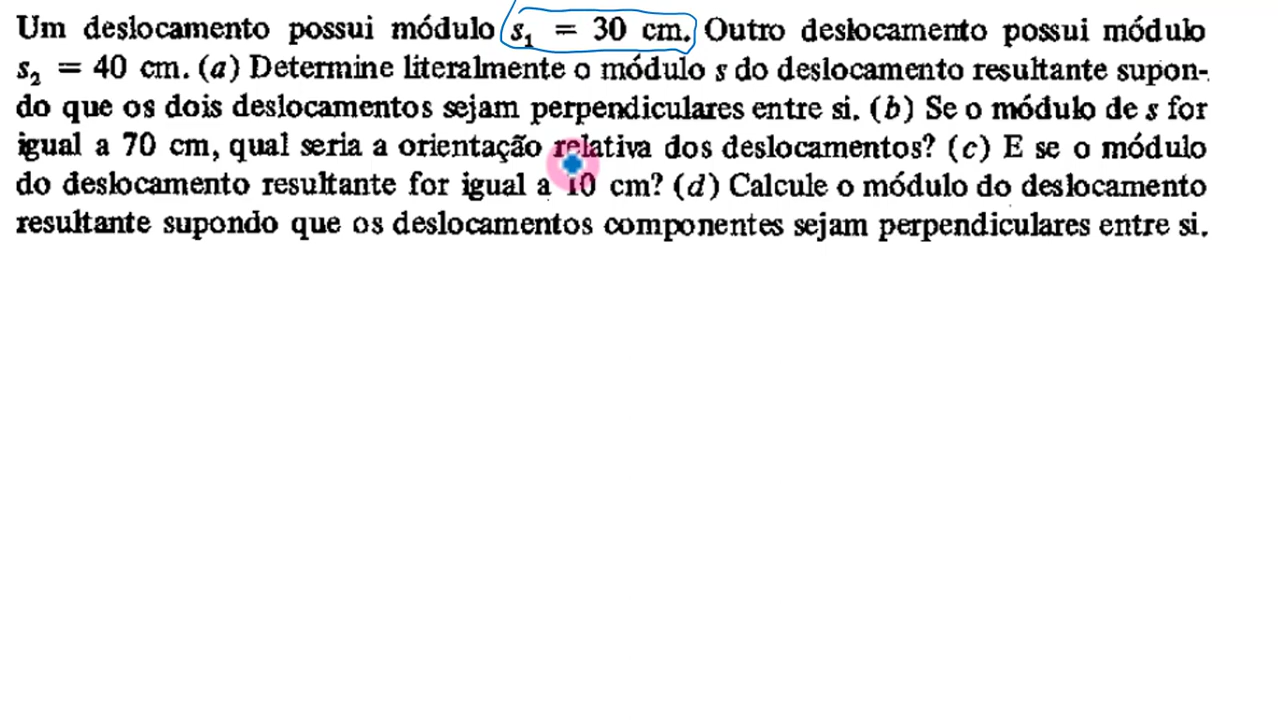 Um deslocamento possui módulo s₁ = 30 cm. Outro deslocamento possui módulo
s₂ = 40 cm. (a) Determine literalmente o módulo s do deslocamento resultante supon-
do que os dois deslocamentos sejam perpendiculares entre si. (b) Se o módulo de s for
igual a 70 cm, qual seria a orientação relativa dos deslocamentos? (c) E se o módulo
do deslocamento resultante for igual a 10 cm? (d) Calcule o módulo do deslocamento
resultante supondo que os deslocamentos componentes sejam perpendiculares entre si.